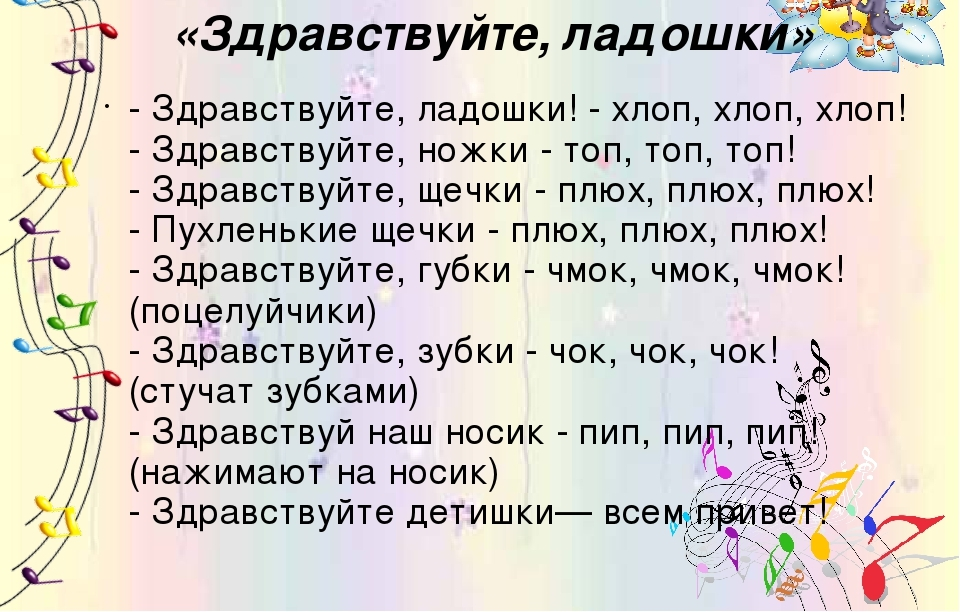 «Здравствуйте, ладошки»
· - Здравствуйте, ладошки! - хлоп, хлоп, хлоп!
- Здравствуйте, ножки - топ, топ, топ!
- Здравствуйте, щечки - плюх, плюх, плюх!
- Пухленькие щечки - плюх, плюх, плюх!
- Здравствуйте, губки - чмок, чмок, чмок!
(поцелуйчики)
- Здравствуйте, зубки - чок, чок, чок!
(стучат зубками)
- Здравствуй наш носик - пип, пип, пип!
(нажимают на носик)
- Здравствуйте детишки— всем привет!